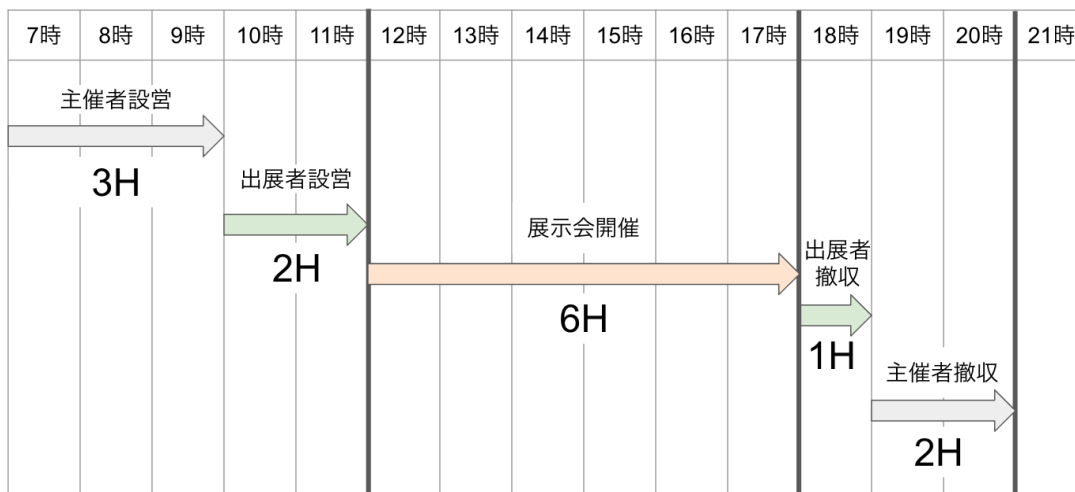 7時 8時 9時 10時 11時 12時 13時 14時 15時 16時 17時 18時 19時 20時 21時
主催者設営
3H
出展者設営
2H
展示会開催
6H
出展者
撤収
1H
主催者撤収
2H